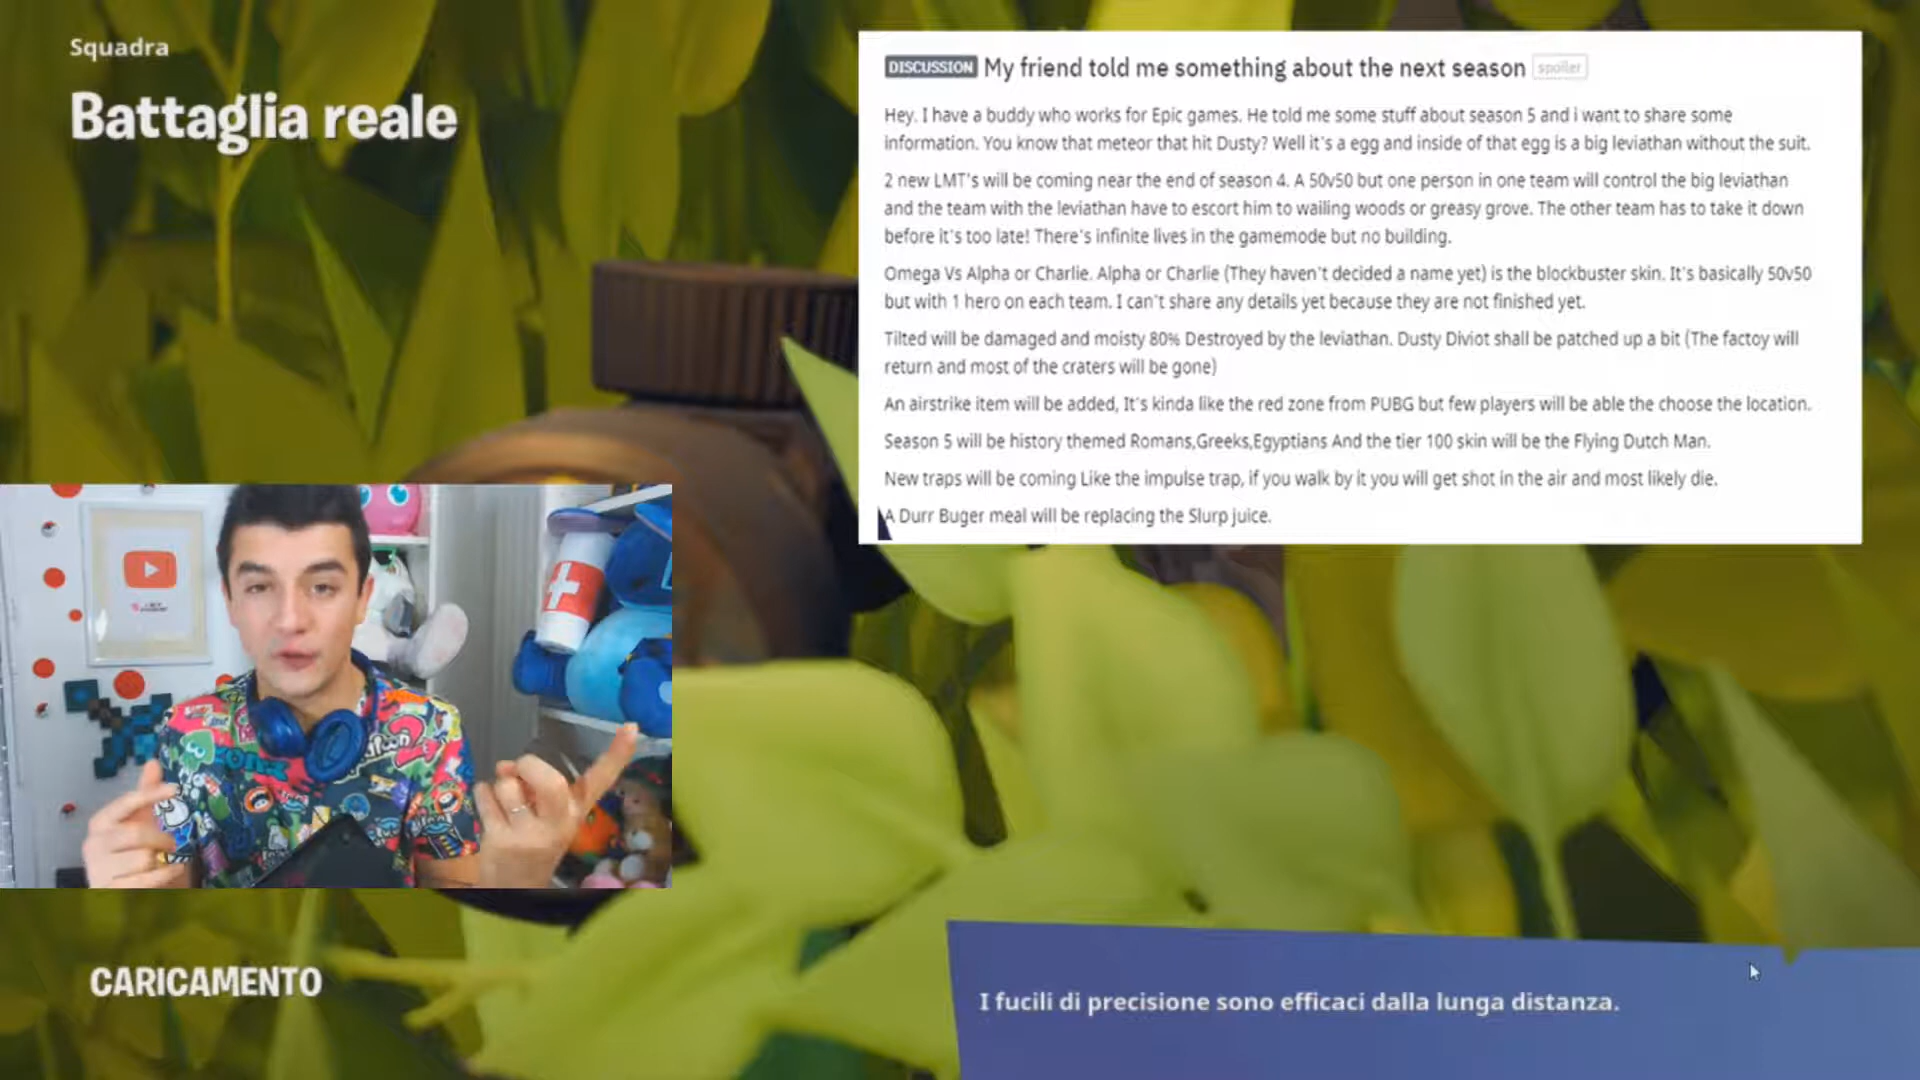 Squadra
Battaglia reale
DISCUSSION My friend told me something about the next season spoiler
Hey. I have a buddy who works for Epic games. He told me some stuff about season 5 and i want to share some
information. You know that meteor that hit Dusty? Well it's a egg and inside of that egg is a big leviathan without the suit.
2 new LMT's will be coming near the end of season 4. A 50v50 but one person in one team will control the big leviathan
and the team with the leviathan have to escort him to wailing woods or greasy grove. The other team has to take it down
before it's too late! There's infinite lives in the gamemode but no building.
Omega Vs Alpha or Charlie. Alpha or Charlie (They haven't decided a name yet) is the blockbuster skin. It's basically 50v50
but with 1 hero on each team. I can't share any details yet because they are not finished yet.
Tilted will be damaged and moisty 80% Destroyed by the leviathan. Dusty Diviot shall be patched up a bit (The factoy will
return and most of the craters will be gone)
An airstrike item will be added, It's kinda like the red zone from PUBG but few players will be able the choose the location.
Season 5 will be history themed Romans,Greeks,Egyptians And the tier 100 skin will be the Flying Dutch Man.
New traps will be coming Like the impulse trap, if you walk by it you will get shot in the air and most likely die.
A Durr Buger meal will be replacing the Slurp juice.
CARICAMENTO
I fucili di precisione sono efficaci dalla lunga distanza.